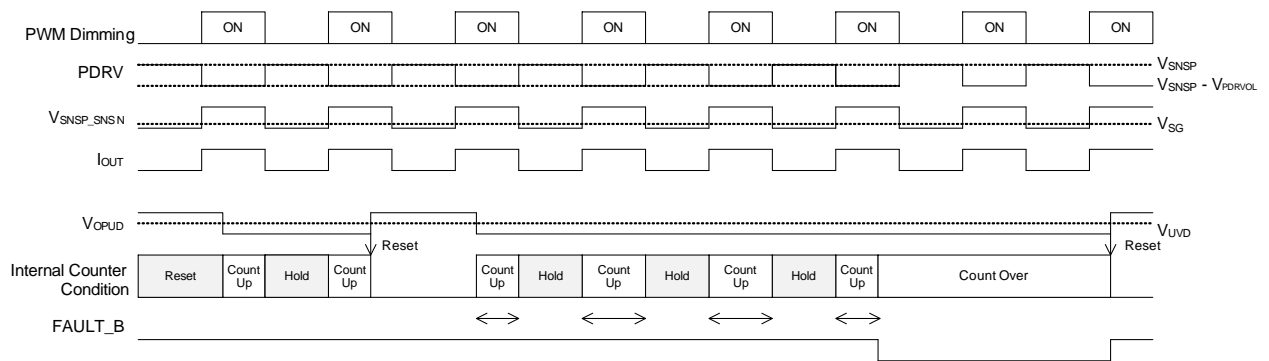 PWM Dimming
ON ON ON ON ON ON ON ON
PDRV
VSNSP
VSNSP - VPDRVOL
VSNSP_SNSN
VSG
IOUT
VOPUD
VUVD
Reset
Reset
Internal Counter
Condition
Reset
Count
Up
Hold
Count
Up
Count
Up
Hold
Count
Up
Hold
Count
Up
Hold
Count
Up
Count Over
FAULT_B